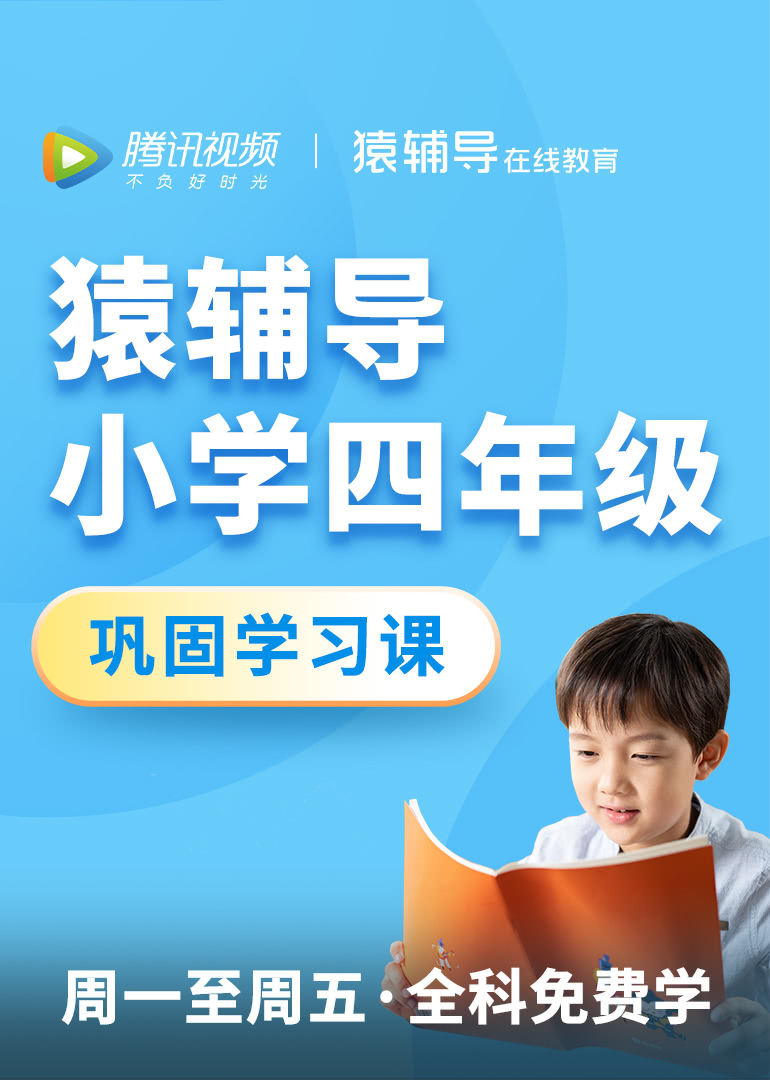 腾讯视频 | 猿辅导在线教育
不负好时光
猿辅导
小学四年级
巩固学习课
周一至周五·全科免费学